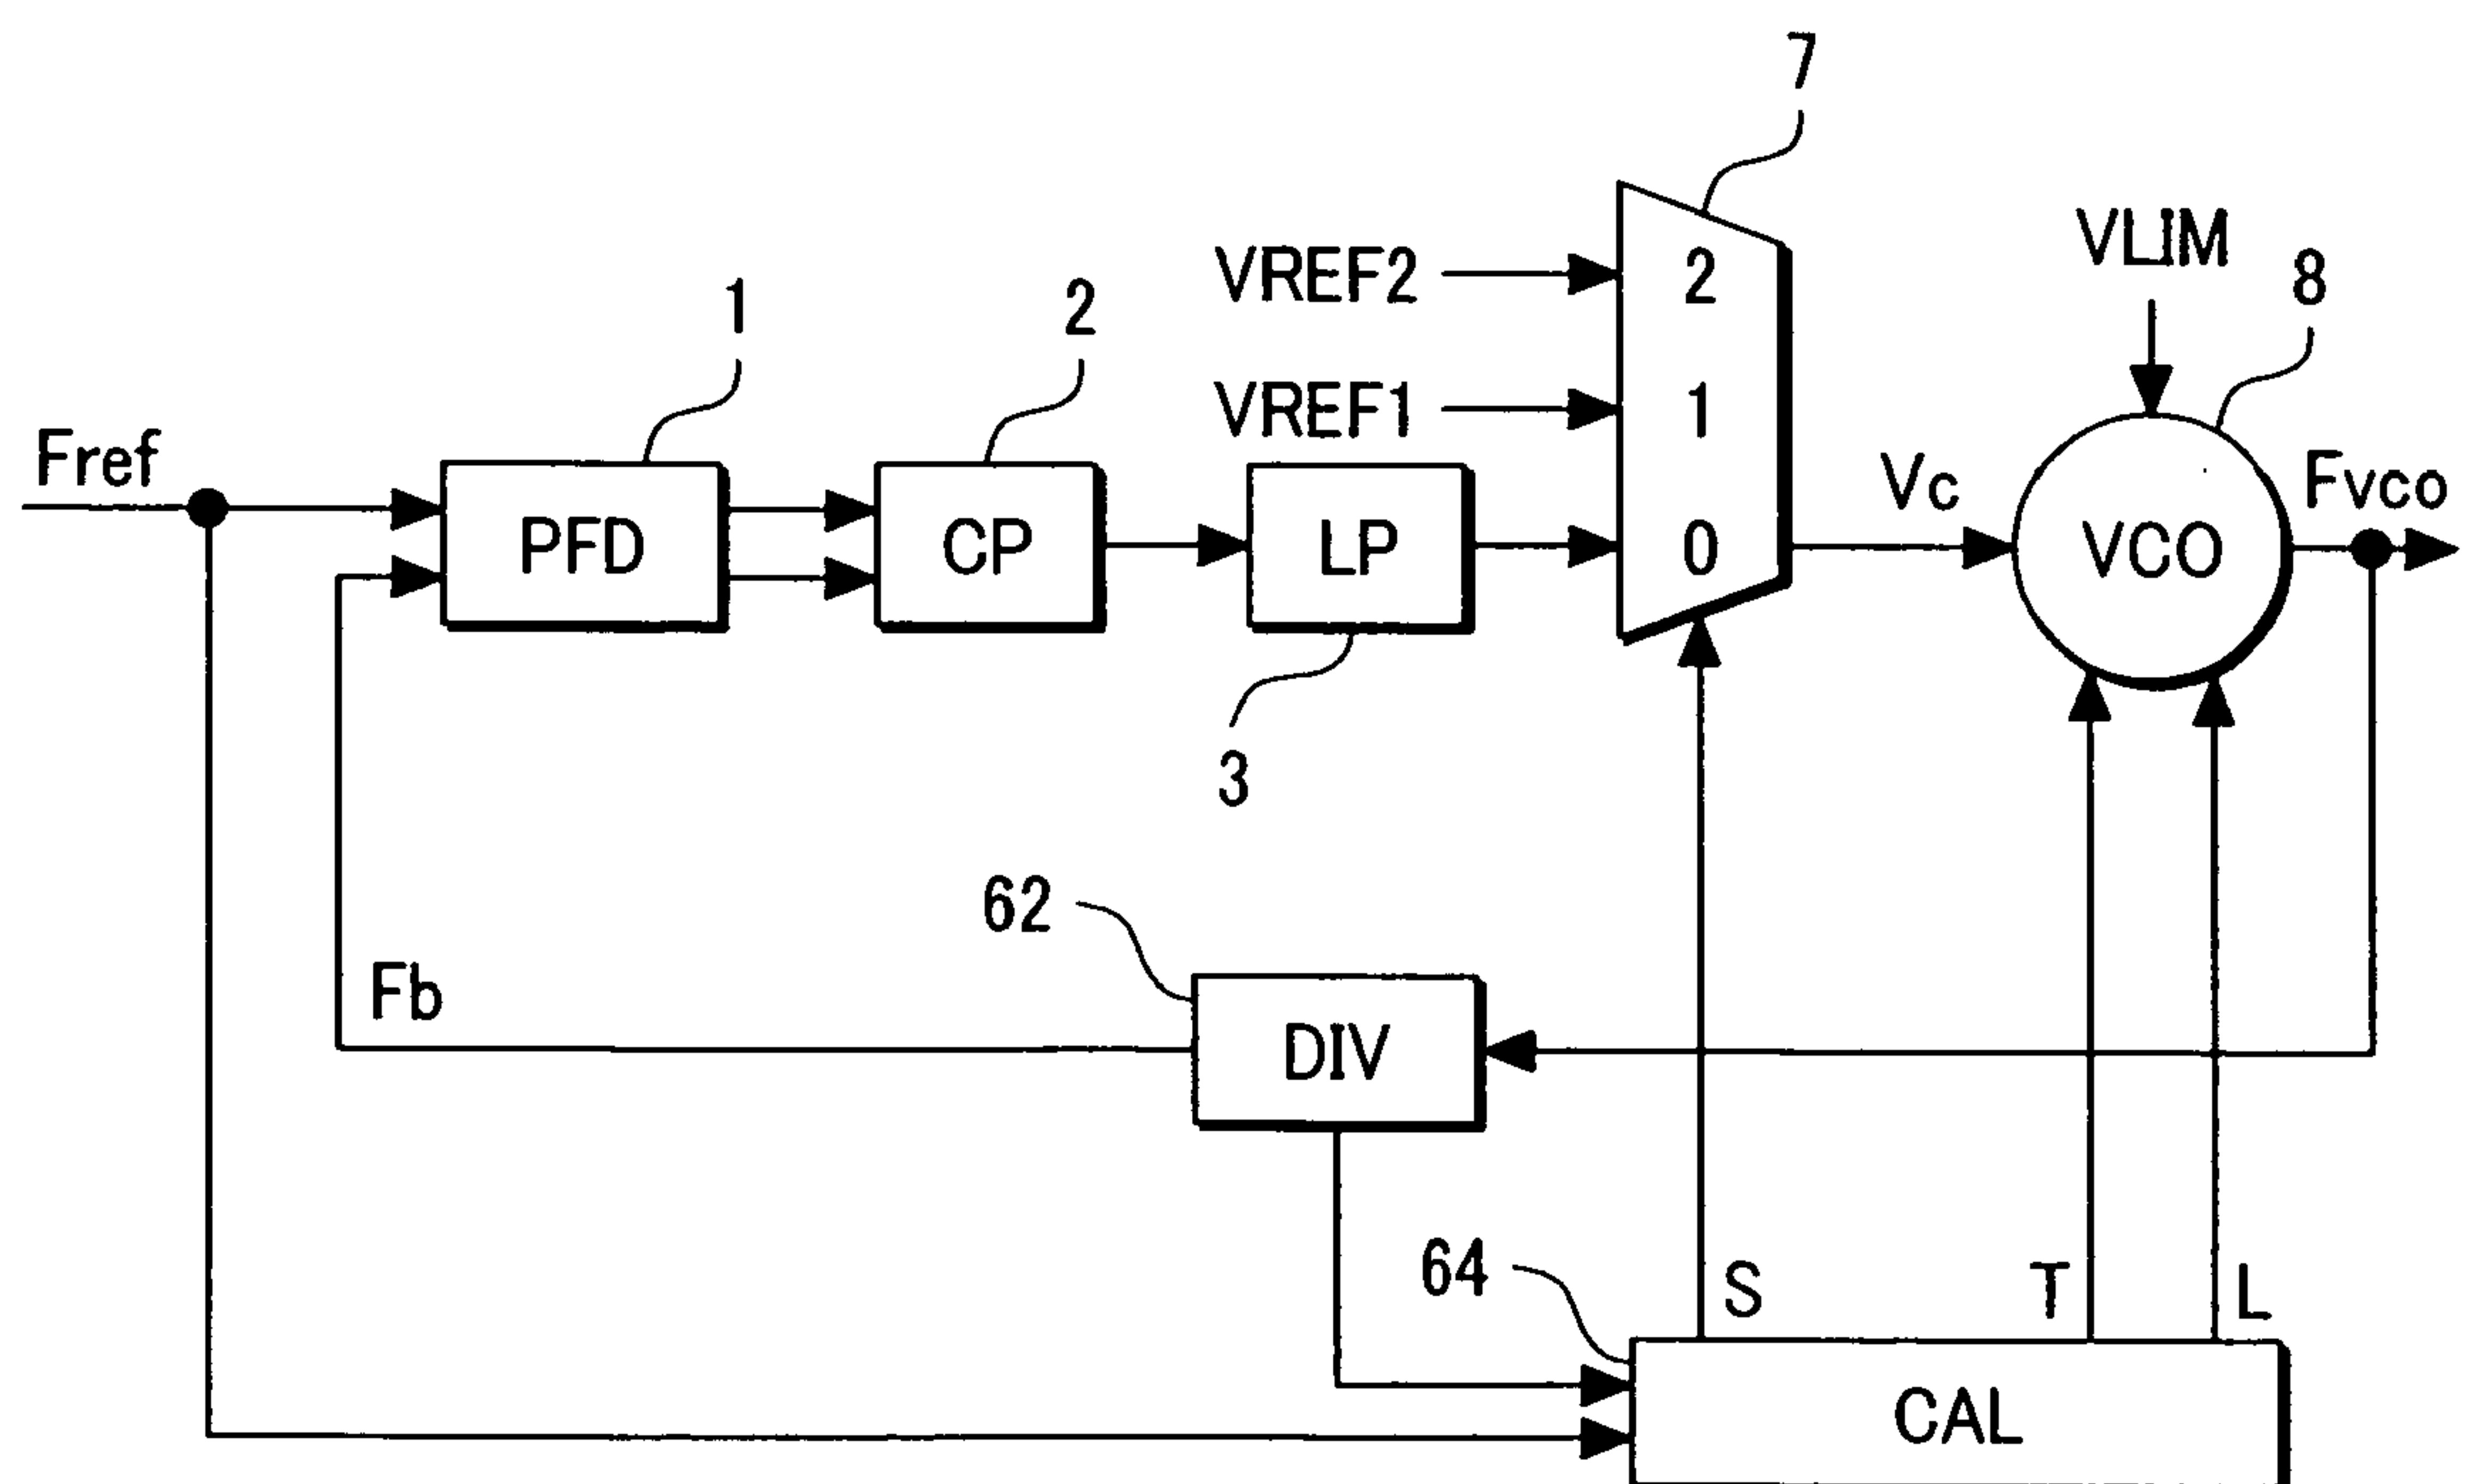 7
VREF2
2
VLIM
8
1
2
VREF1
1
Fref
PFD
CP
LP
0
Vc
VCO
Fvco
3
62
Fb
DIV
64
S
T
L
CAL